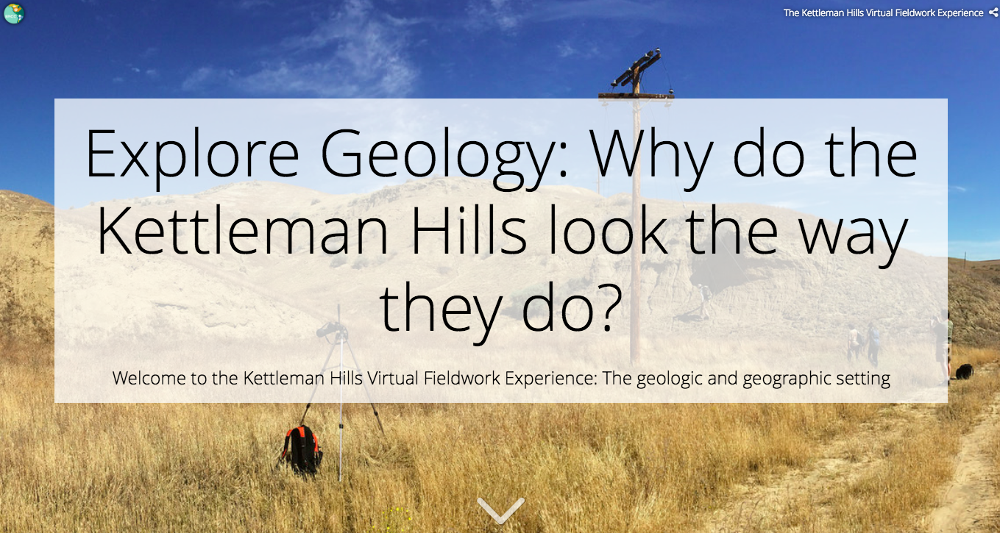 The Kettleman Hills Virtual Fieldwork Experience
Explore Geology: Why do the
Kettleman Hills look the way
they do?
Welcome to the Kettleman Hills Virtual Fieldwork Experience: The geologic and geographic setting